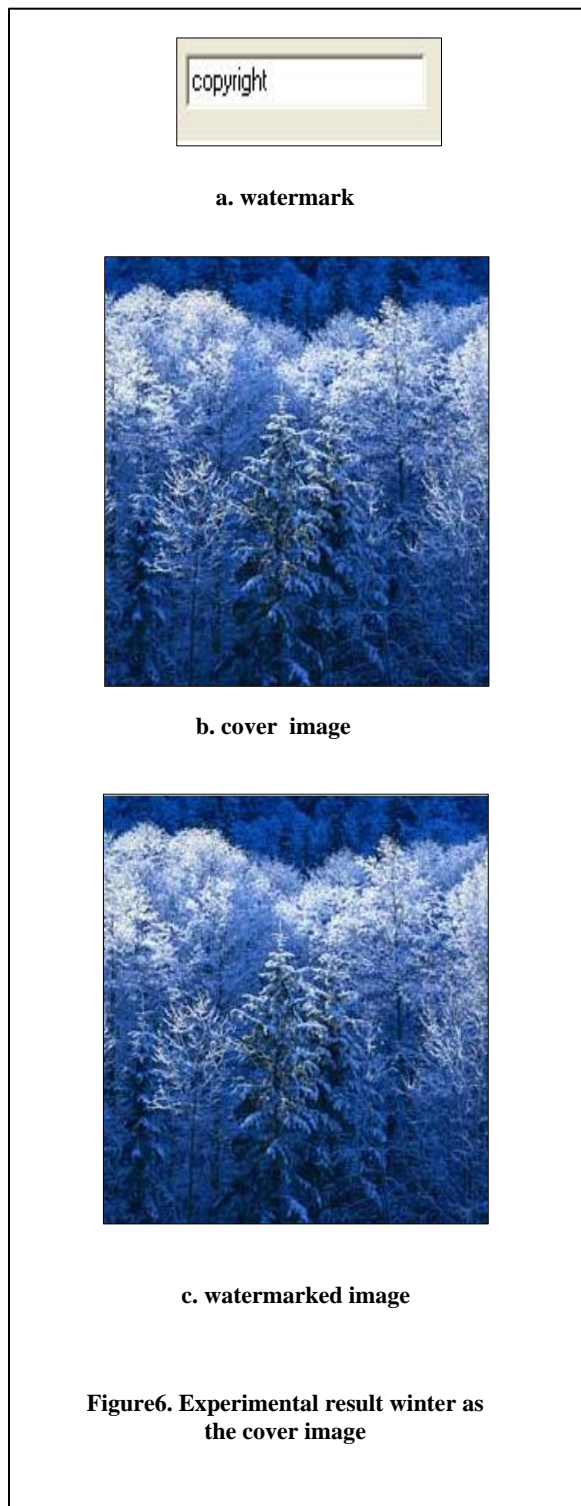 copyright
a. watermark
b. cover image
c. watermarked image
Figure6. Experimental result winter as
the cover image